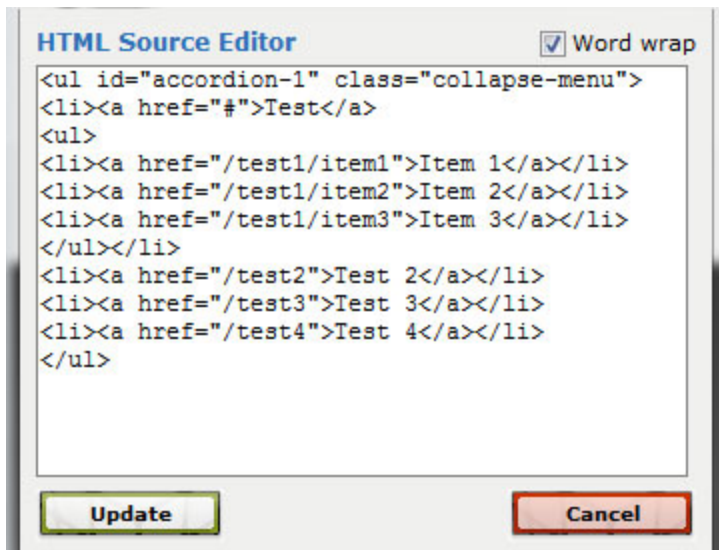 HTML Source Editor Word wrap
<ul id="accordion-1" class="collapse-menu">
<li><a href="#">Test</a>
<ul>
<li><a href="/test1/item1">Item 1</a></li>
<li><a href="/test1/item2">Item 2</a></li>
<li><a href="/test1/item3">Item 3</a></li>
</ul></li>
<li><a href="/test2">Test 2</a></li>
<li><a href="/test3">Test 3</a></li>
<li><a href="/test4">Test 4</a></li>
</ul>
Update Cancel